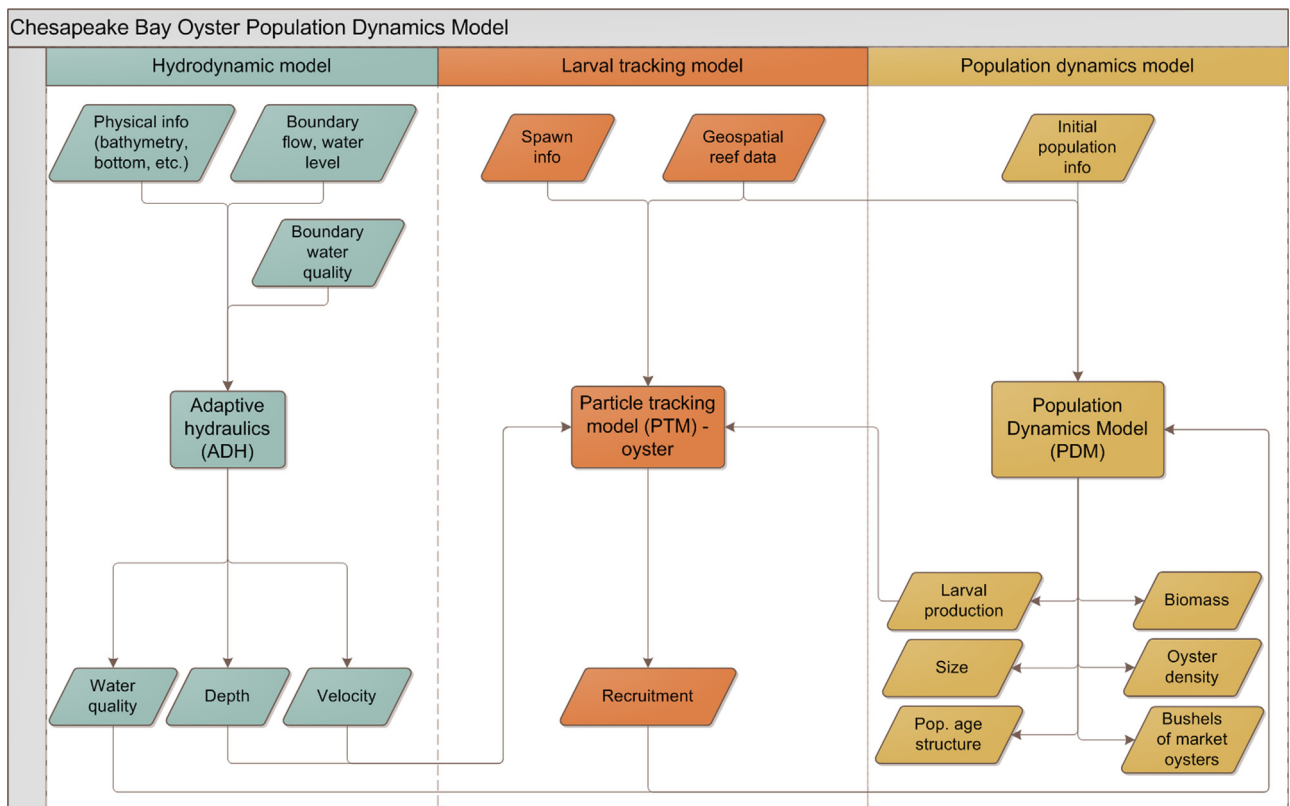 Chesapeake Bay Oyster Population Dynamics Model
Hydrodynamic model
Larval tracking model
Population dynamics model
Physical info
(bathymetry,
bottom, etc.)
Boundary
flow, water
level
Spawn
info
Geospatial
reef data
Initial
population
info
Boundary
water
quality
Adaptive
hydraulics
(ADH)
Particle tracking
model (PTM) -
oyster
Population
Dynamics Model
(PDM)
Larval
production
Biomass
Water
quality
Depth
Velocity
Recruitment
Size
Oyster
density
Pop. age
structure
Bushels
of market
oysters